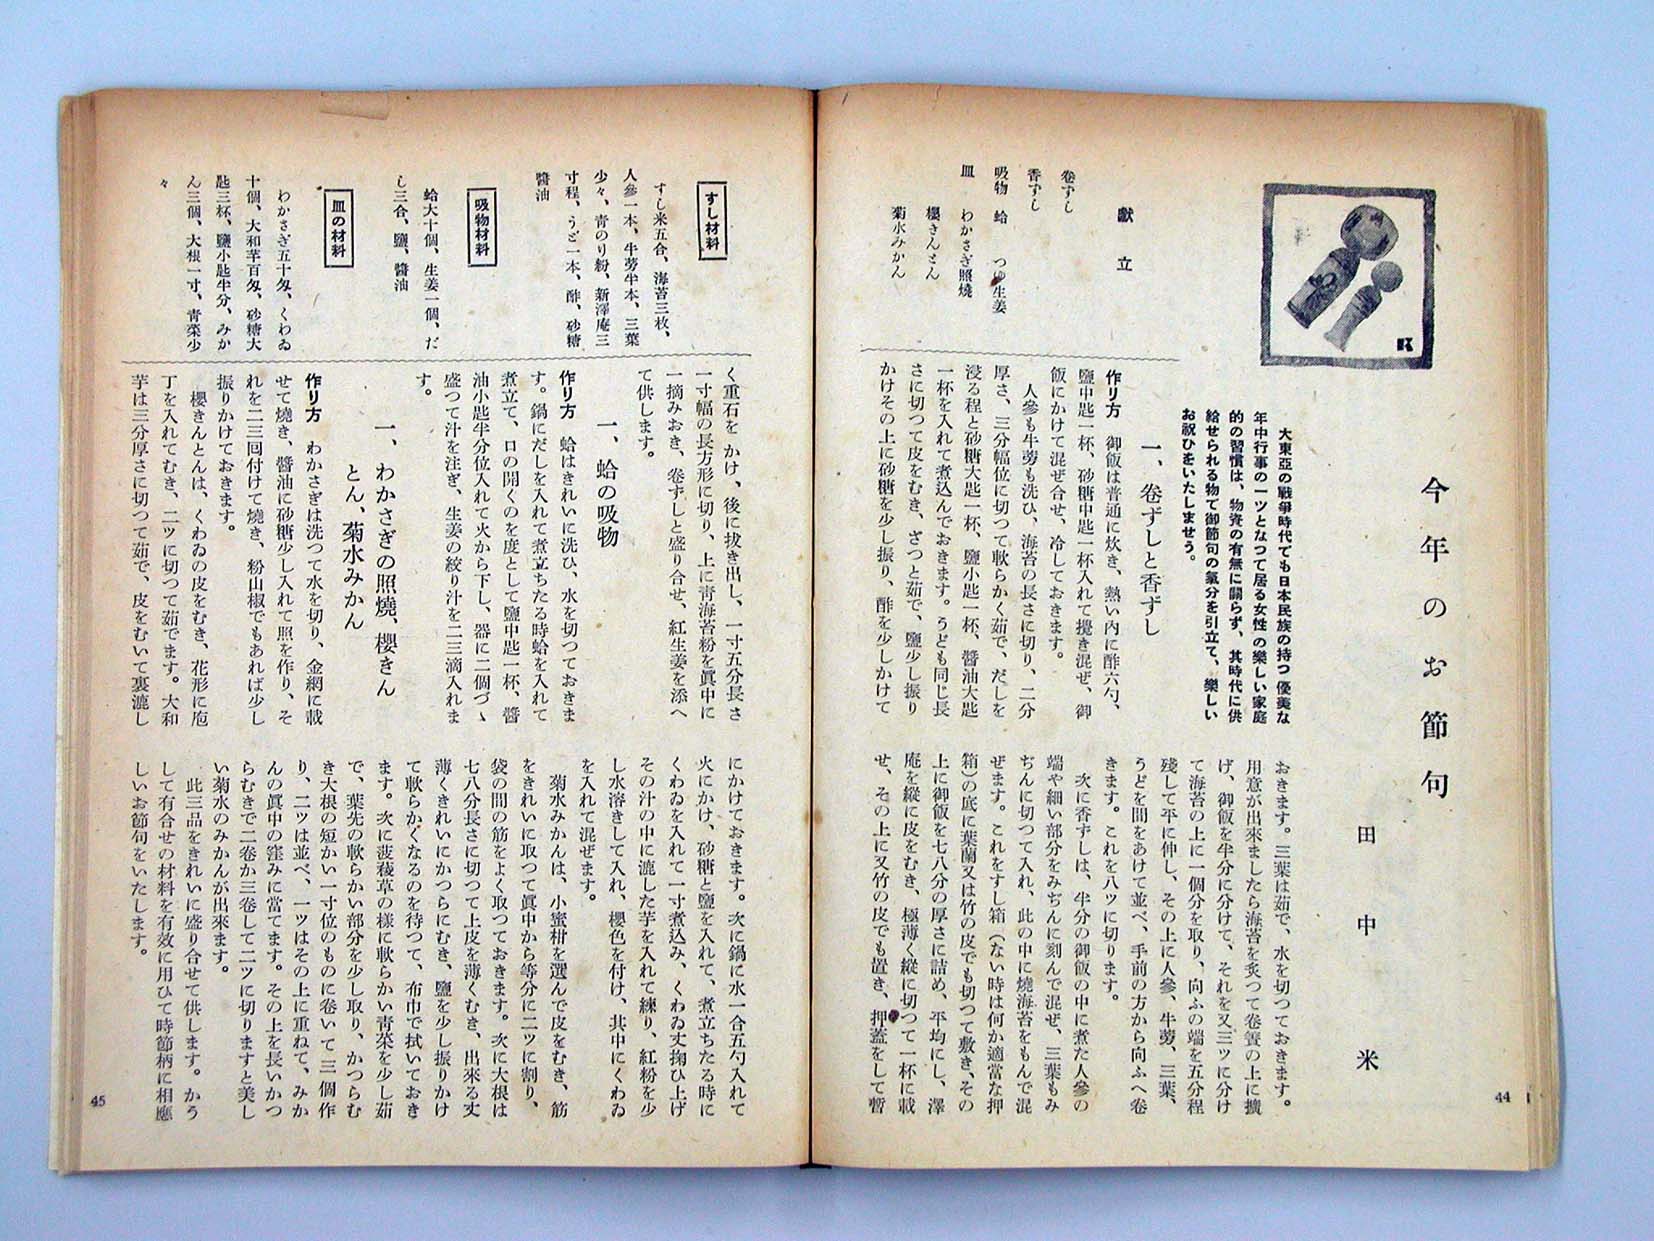 今年のお節句
田中米
大東亞の戰爭時代でも日本民族の持つ優美な
年中行事の一ツとなつて居る女性の樂しい家庭
的の習慣は、物資の有無に關らず、其時代に供
給せられる物で御節句の氣分を引立て、樂しい
お祝ひをいたしませう。
獻立
卷ずし
香ずし
吸物 蛤 つゆ生姜
皿 わかさぎ照燒
櫻きんとん
菊水みかん
一、卷ずしと香ずし
作り方 御飯は普通に炊き、熱い內に酢六勺、
鹽中匙一杯、砂糖中匙一杯入れて攪き混ぜ、御
飯にかけて混ぜ合せ、冷しておきます。
人參も牛蒡も洗ひ、海苔の長さに切り、二分
厚さ、三分幅位に切つて軟らかく茹で、だしを
浸る程と砂糖大匙一杯、鹽小匙一杯、醬油大匙
一杯を入れて煮込んでおきます。うども同じ長
さに切つて皮をむき、ざつと茹で、鹽少し振り
かけその上に砂糖を少し振り、酢を少しかけて
おきます。三葉は茹で、水を切つておきます。
用意が出來ましたら海苔を炙つて卷簀の上に擴
げ、御飯を半分に分けて、それを又三ツに分け
て海苔の上に一個分を取り、向ふの端を五分程
殘して平に伸し、その上に人參、牛蒡、三葉、
うどを間をあけて並べ、手前の方から向ふへ卷
きます。これを八ツに切ります。
次に香ずしは、半分の御飯の中に煮た人參の
端や細い部分をみぢんに刻んで混ぜ、三葉もみ
ぢんに切つて入れ、此の中に燒海苔をもんで混
ぜます。これをすし箱（ない時は何か適當な押
箱）の底に葉蘭又は竹の皮でも切つて敷き、その
上に御飯を七八分の厚さに詰め、平均にし、澤
庵を縱に皮をむき、極薄く縱に切つて一杯に載
せ、その上に又竹の皮でも置き、押蓋をして暫
44
すし材料
すし米五合、海苔三枚、
人參一本、牛蒡半本、三葉
少々、靑のり粉、新澤庵三
寸程、うど一本、酢、砂糖
醬油
吸物材料
蛤大十個、生姜一個、だ
し三合、鹽、醬油
皿の材料
わかさぎ五十匁、くわゐ
十個、大和芋百匁、砂糖大
匙三杯、鹽小匙半分、みか
ん三個、大根一寸、靑菜少
々
く重石をかけ、後に拔き出し、一寸五分長さ
一寸幅の長方形に切り、上に靑海苔粉を眞中に
一摘みおき、卷ずしと盛り合せ、紅生姜を添へ
て供します。
一、蛤の吸物
作り方 蛤はきれいに洗ひ、水を切つておきま
す。鍋にだしを入れて煮立ちたる時蛤を入れて
煮立て、口の開くのを度として鹽中匙一杯、醬
油小匙半分位入れて火から下し、器に二個づゝ
盛つて汁を注ぎ、生姜の絞り汁を二三滴入れま
す。
一、わかさぎの照燒、櫻きん
とん、菊水みかん
作り方 わかさぎは洗つて水を切り、金網に載
せて燒き、醬油に砂糖少し入れて照を作り、そ
れを二三囘付けて燒き、粉山椒でもあれば少し
振りかけておきます。
櫻きんとんは、くわゐの皮をむき、花形に庖
丁を入れてむき、二ツに切つて茹でます。大和
芋は三分厚さに切つて茹で、皮をむいて裏漉し
にかけておきます。次に鍋に水一合五勺入れて
火にかけ、砂糖と鹽を入れて、煮立ちたる時に
くわゐを入れて一寸煮込み、くわゐ丈掬ひ上げ
その汁の中に漉した芋を入れて練り、紅粉を少
し水溶きして入れ、櫻色を付け、其中にくわゐ
を入れて混ぜます。
菊水みかんは、小蜜柑を選んで皮をむき、筋
をきれいに取つて眞中から等分に二ツに割り、
袋の間の筋をよく取つておきます。次に大根は
七八分長さに切つて上皮を薄くむき、出來る丈
薄くきれいにかつらにむき、鹽を少し振りかけ
て軟らかくなるのを待つて、布巾で拭いておき
ます。次に菠薐草の樣に軟らかい靑菜を少し茹
で、葉先の軟らかい部分を少し取り、かつらむ
き大根の短かい一寸位のものに卷いて三個作
り、二ツは並べ、一ツはその上に重ねて、みか
んの眞中の窪みに當てます。その上を長いかつ
らむきで二卷か三卷して二ツに切りますと美し
い菊水のみかんが出來ます。
此三品をきれいに盛り合せて供します。かう
して有合せの材料を有效に用ひて時節柄に相應
しいお節句をいたします。
45